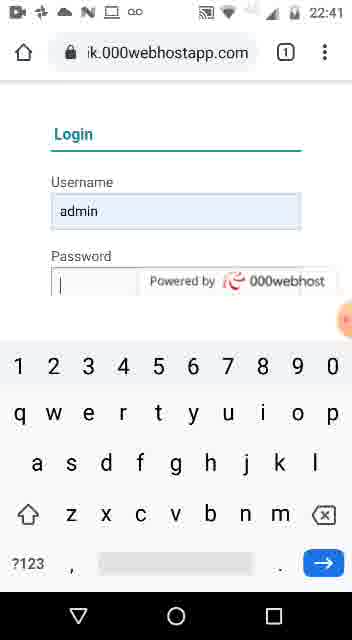 22:41
ik.000webhostapp.com
1
Login
Username
admin
Password
Powered by 000webhost
1 2 3 4 5 6 7 8 9 0
q w e r t y u i o p
a s d f g h j k l
z x c v b n m
?123 , .